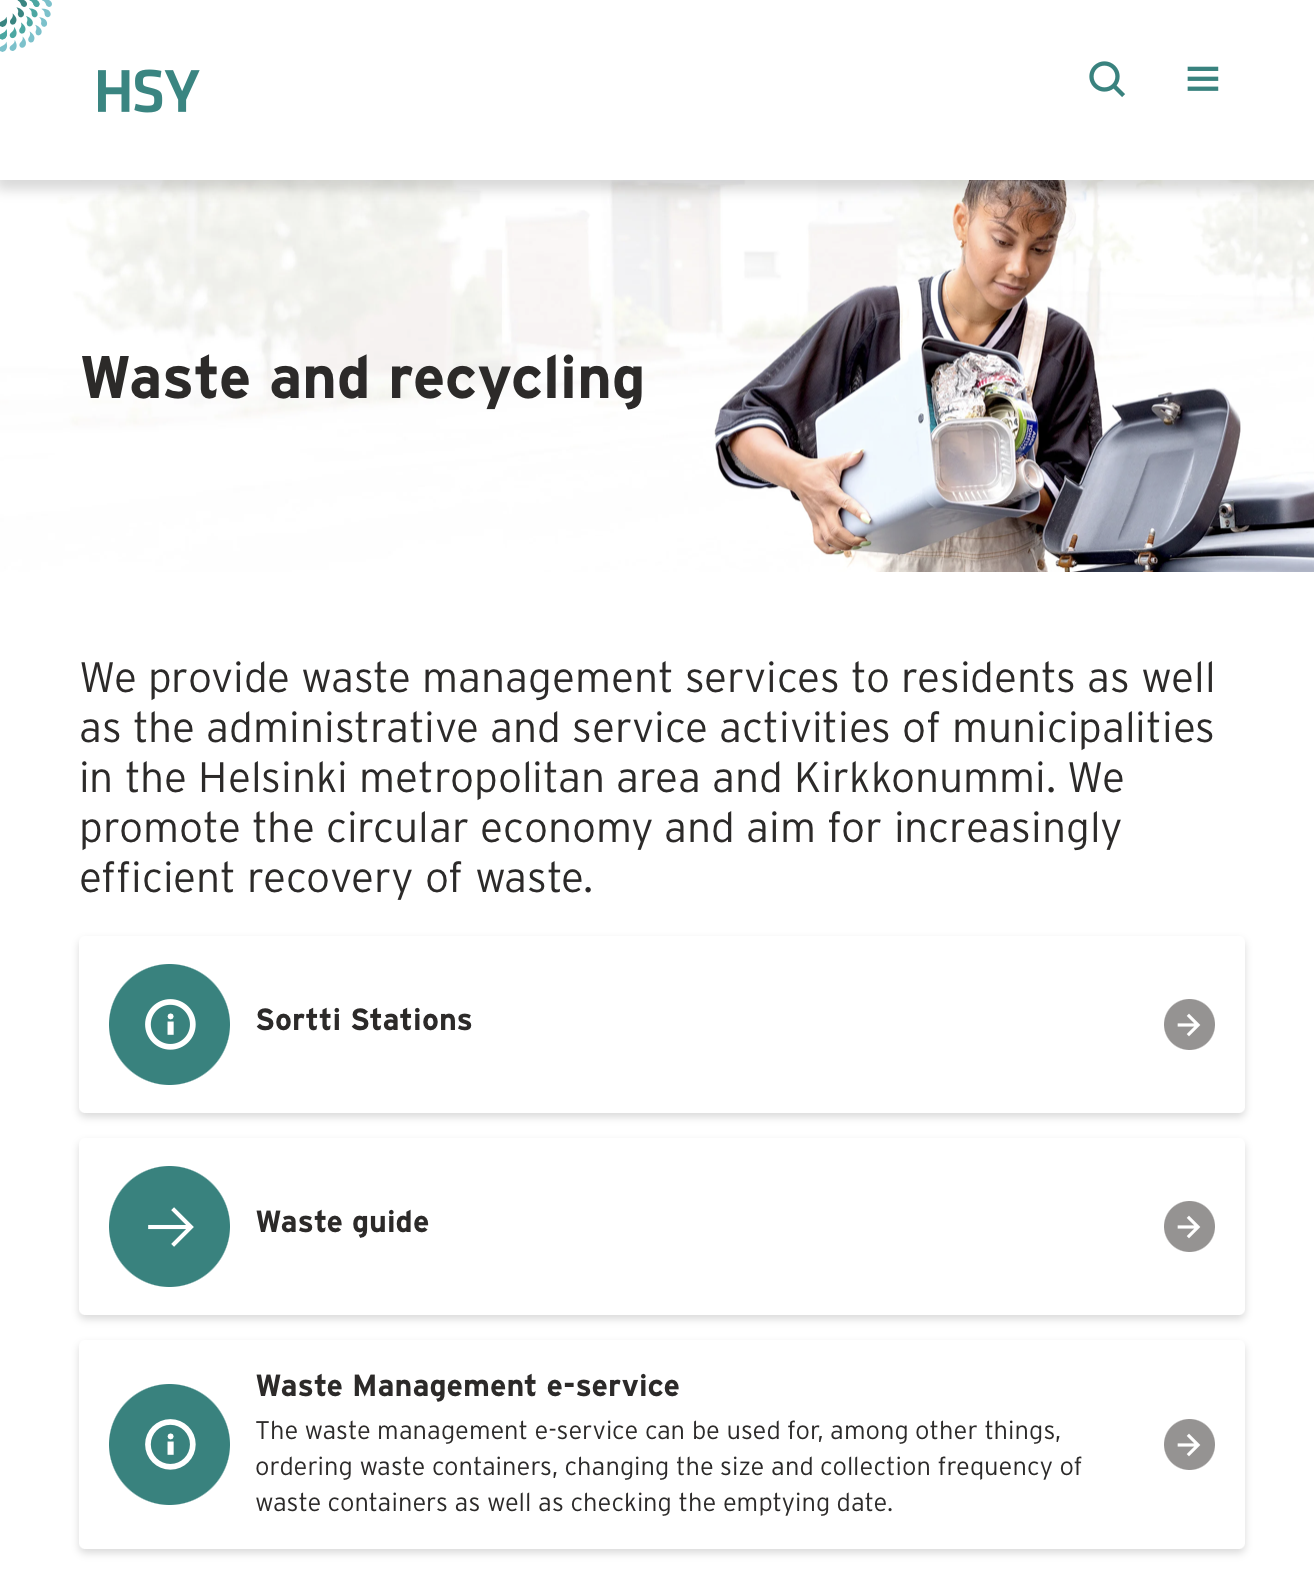 HSY
Waste and recycling
We provide waste management services to residents as well
as the administrative and service activities of municipalities
in the Helsinki metropolitan area and Kirkkonummi. We
promote the circular economy and aim for increasingly
efficient recovery of waste.
Sortti Stations
Waste guide
Waste Management e-service
The waste management e-service can be used for, among other things,
ordering waste containers, changing the size and collection frequency of
waste containers as well as checking the emptying date.